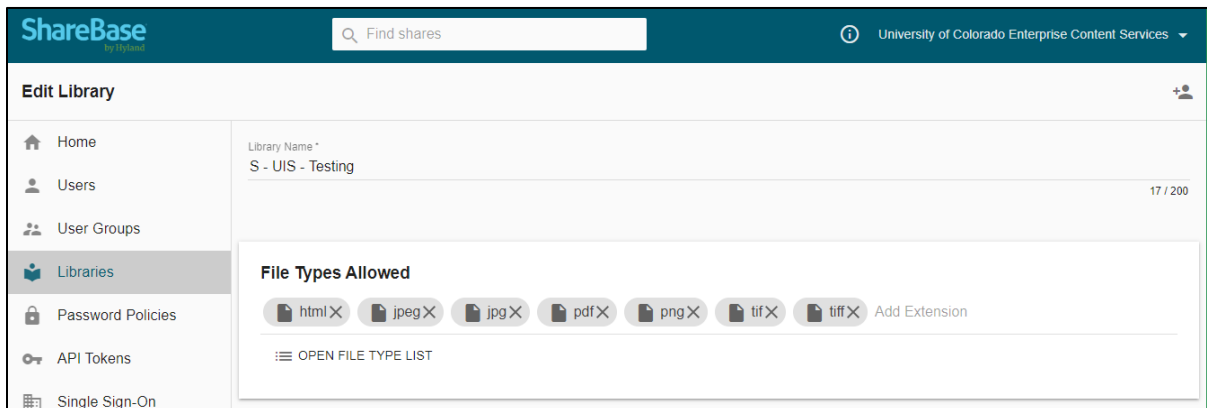 ShareBase
by Hyland
Find shares
University of Colorado Enterprise Content Services
Edit Library
Home
Users
User Groups
Libraries
Password Policies
API Tokens
Single Sign-On
Library Name *
S - UIS - Testing
17 / 200
File Types Allowed
html jpeg jpg pdf png tif tiff Add Extension
OPEN FILE TYPE LIST